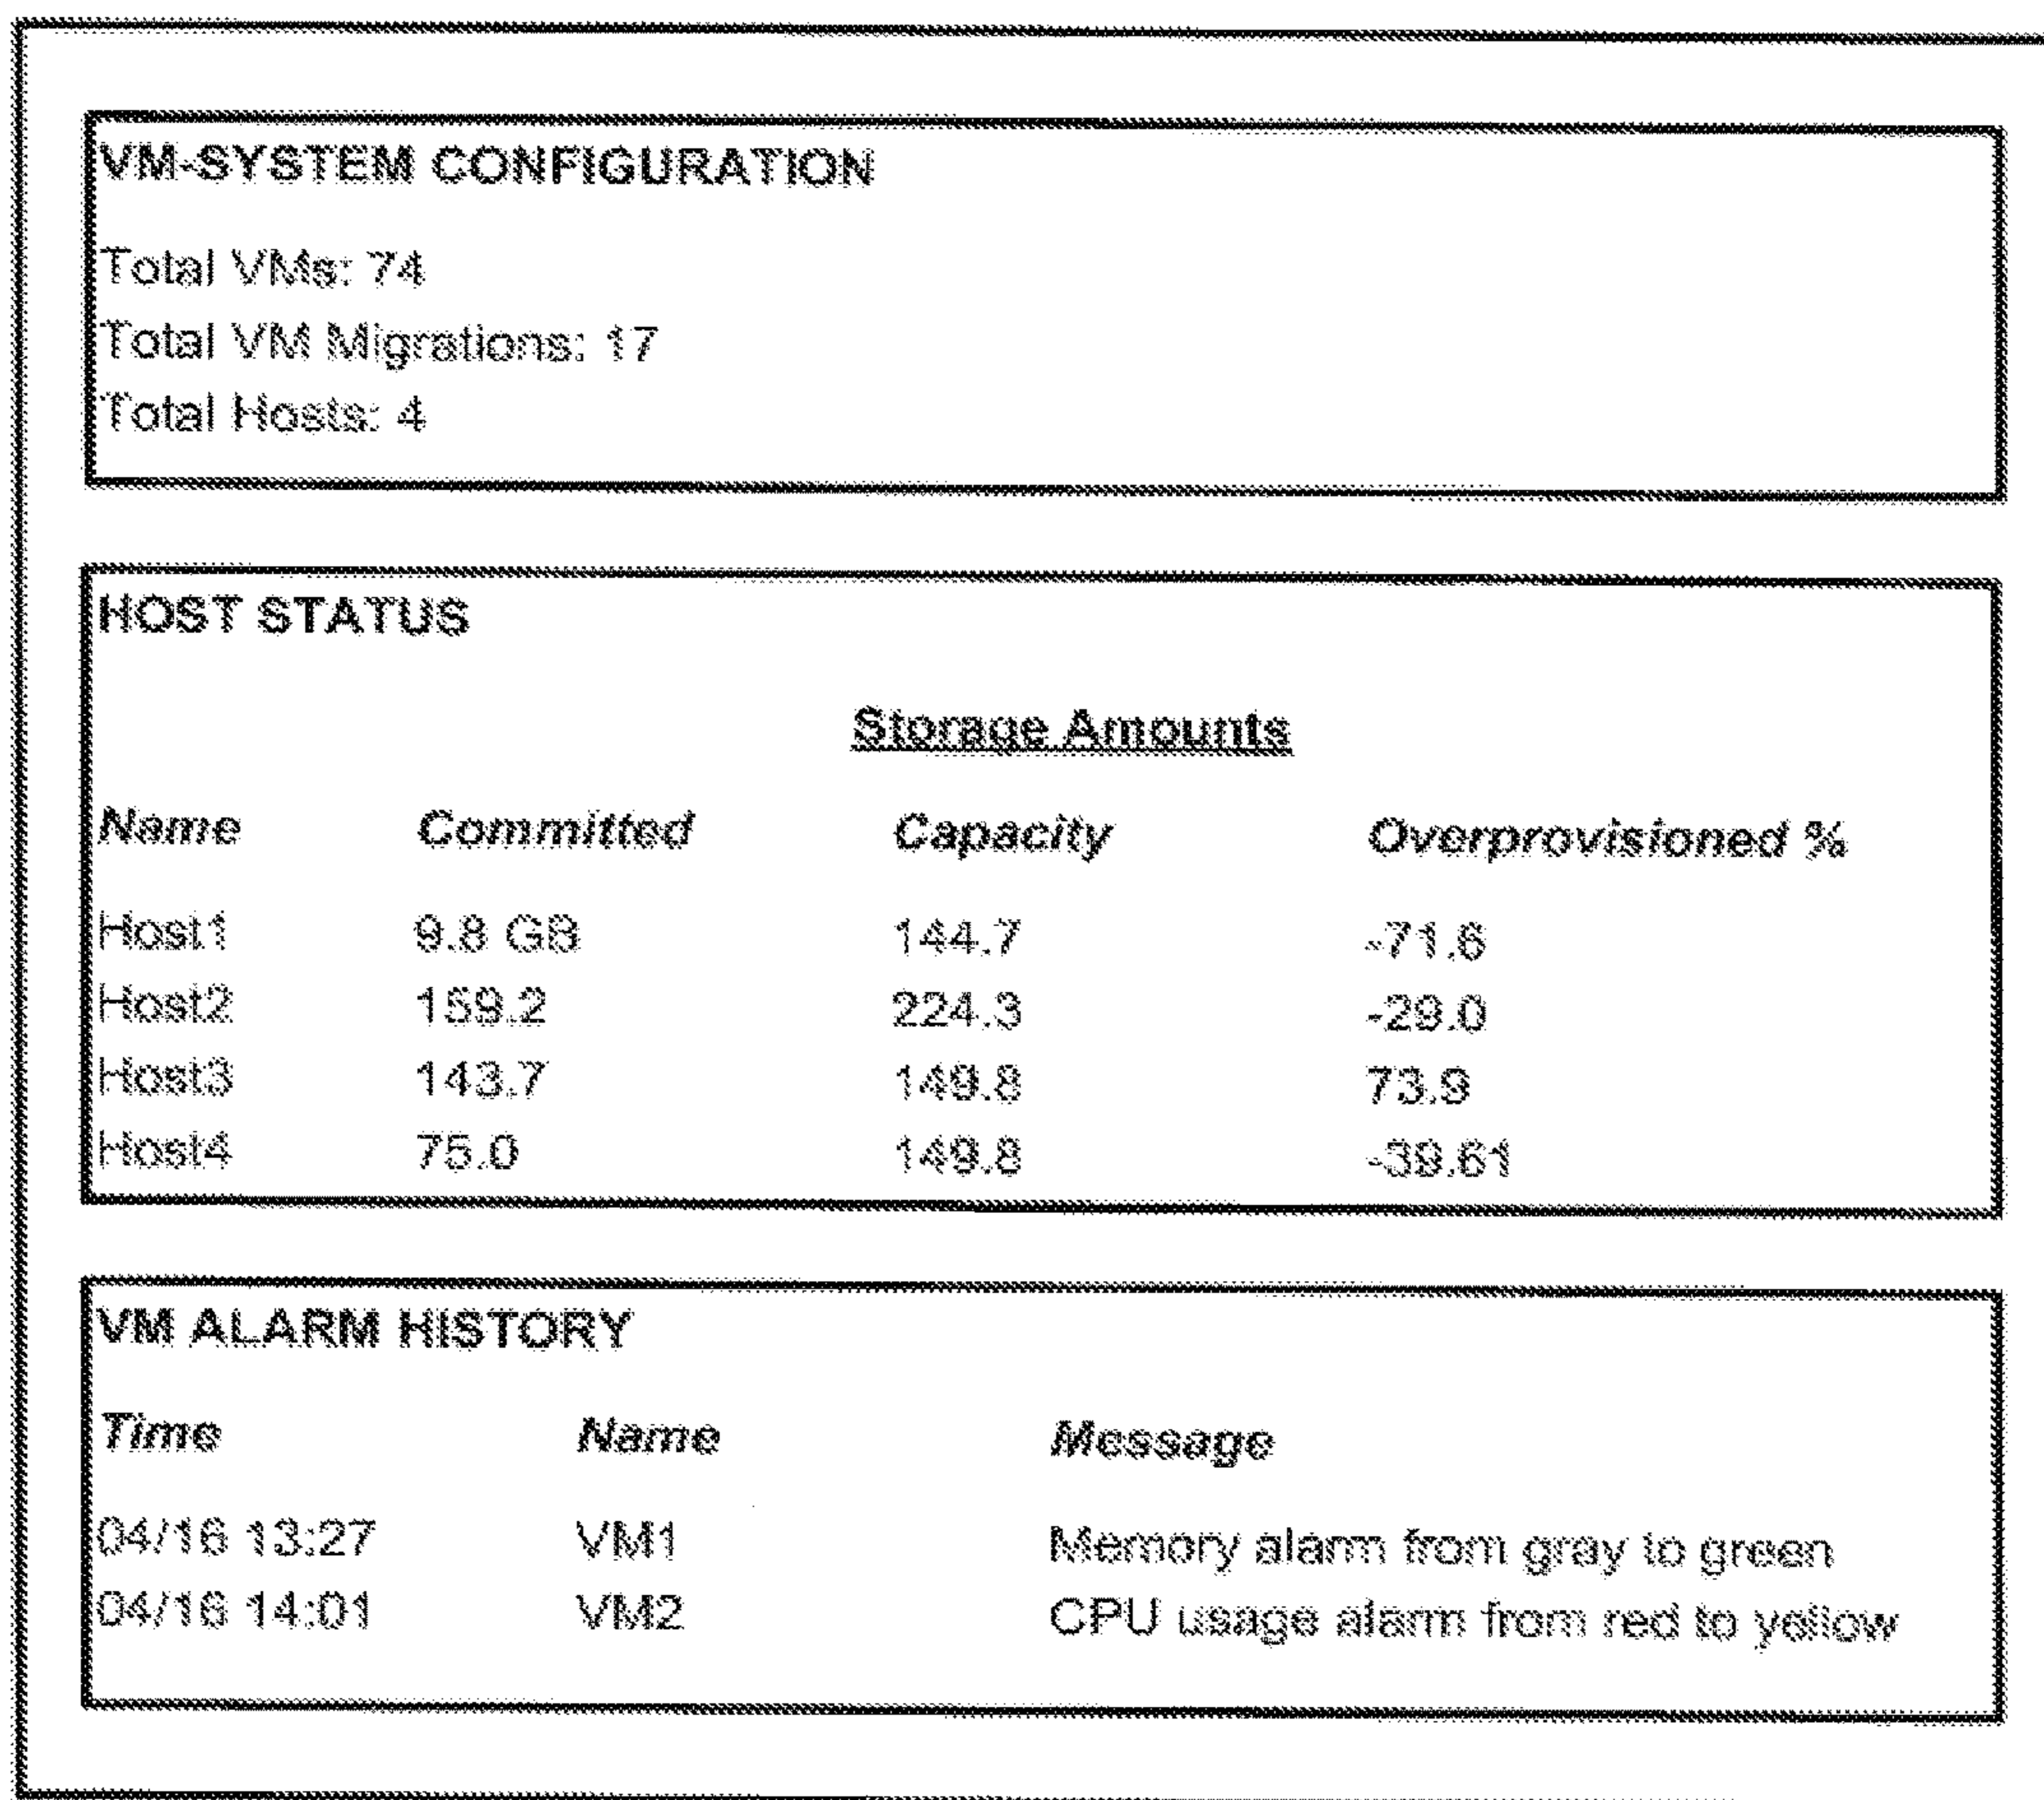 VM-SYSTEM CONFIGURATION
Total VMs: 74
Total VM Migrations: 17
Total Hosts: 4
HOST STATUS
Storage Amounts
Name Committed Capacity Overprovisioned %
Host1 9.8 GB 144.7 -71.6
Host2 159.2 224.3 -29.0
Host3 143.7 149.8 73.9
Host4 75.0 149.8 -39.61
VM ALARM HISTORY
Time Name Message
04/16 13:27 VM1 Memory alarm from gray to green
04/16 14:01 VM2 CPU usage alarm from red to yellow